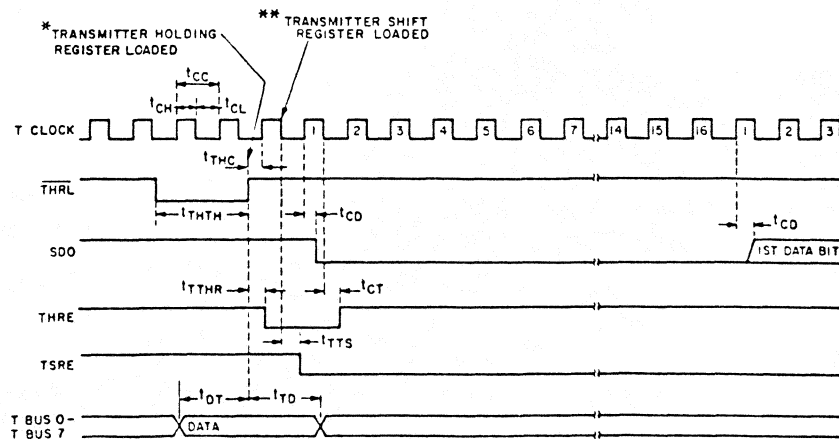 *TRANSMITTER HOLDING
REGISTER LOADED
** TRANSMITTER SHIFT
REGISTER LOADED
tCC
tCH
tCL
T CLOCK
1 2 3 4 5 6 7 14 15 16 1 2 3
tTHC
THRL
tTHTH
tCD
tCD
SDO
1ST DATA BIT
tTTHR
tCT
THRE
tTTS
TSRE
tDT
tTD
T BUS 0-
T BUS 7
DATA